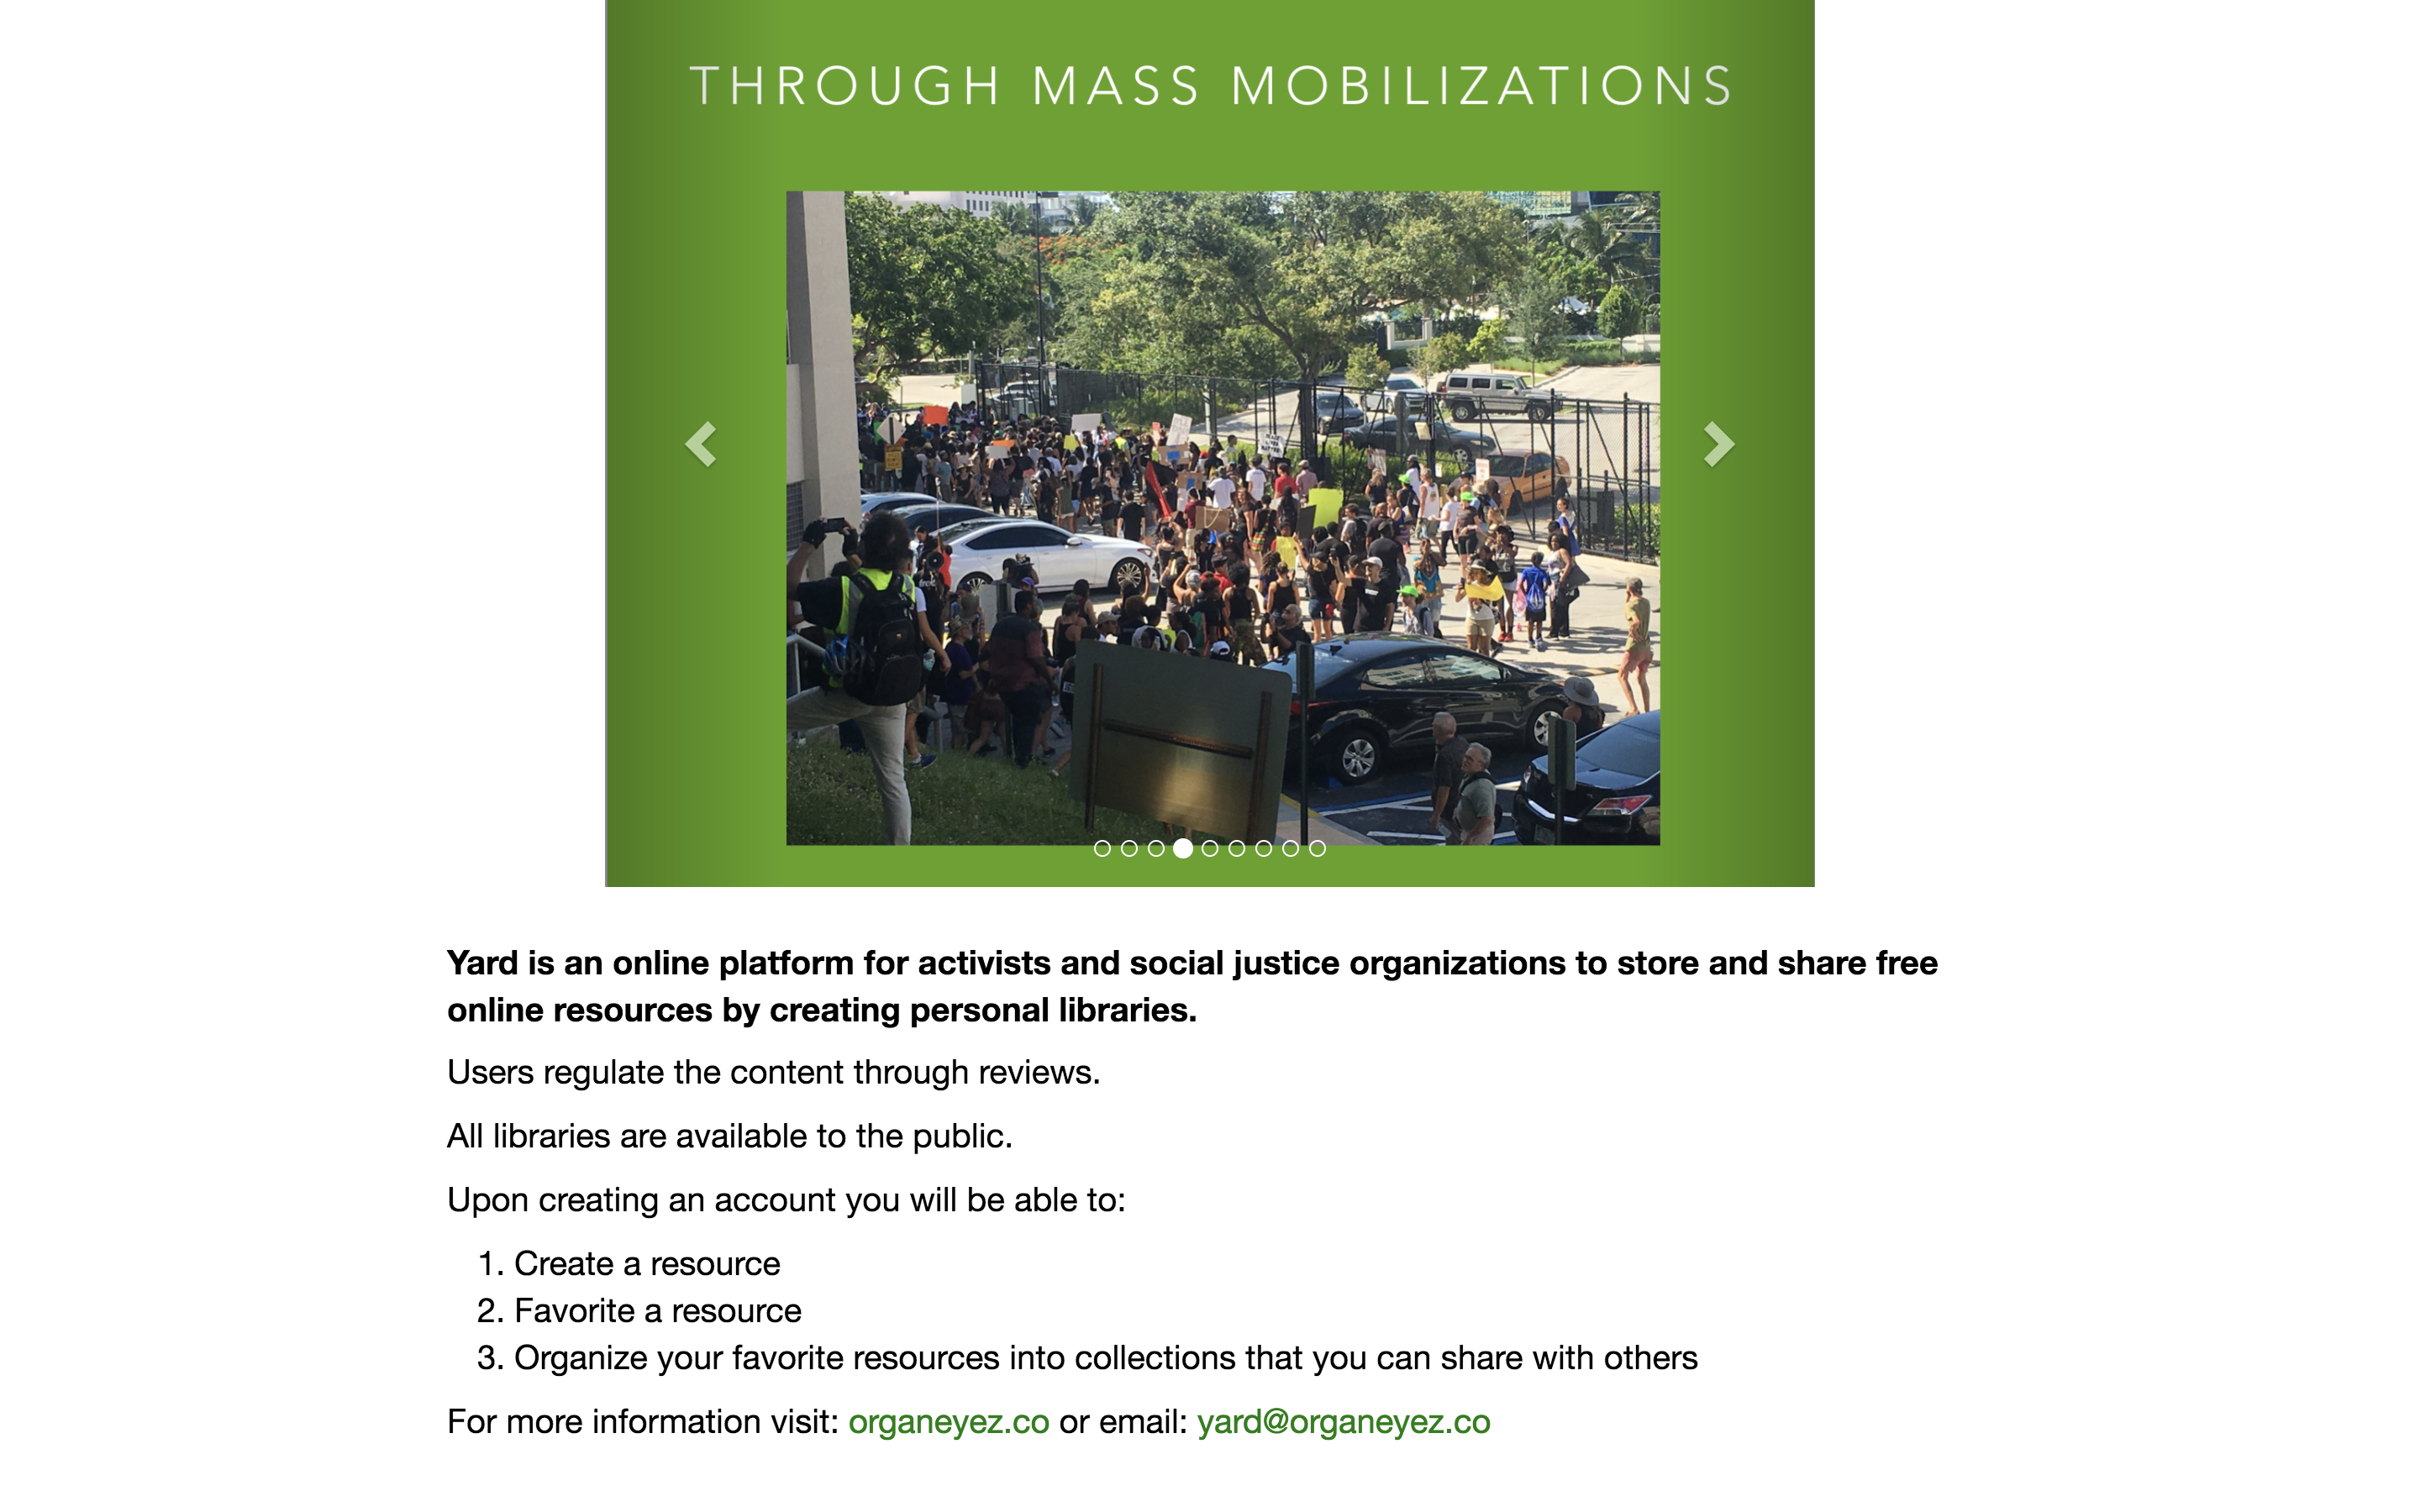 THROUGH MASS MOBILIZATIONS
BLACK
LIVES
MATTER
Yard is an online platform for activists and social justice organizations to store and share free
online resources by creating personal libraries.
Users regulate the content through reviews.
All libraries are available to the public.
Upon creating an account you will be able to:
1. Create a resource
2. Favorite a resource
3. Organize your favorite resources into collections that you can share with others
For more information visit: organeyez.co or email: yard@organeyez.co